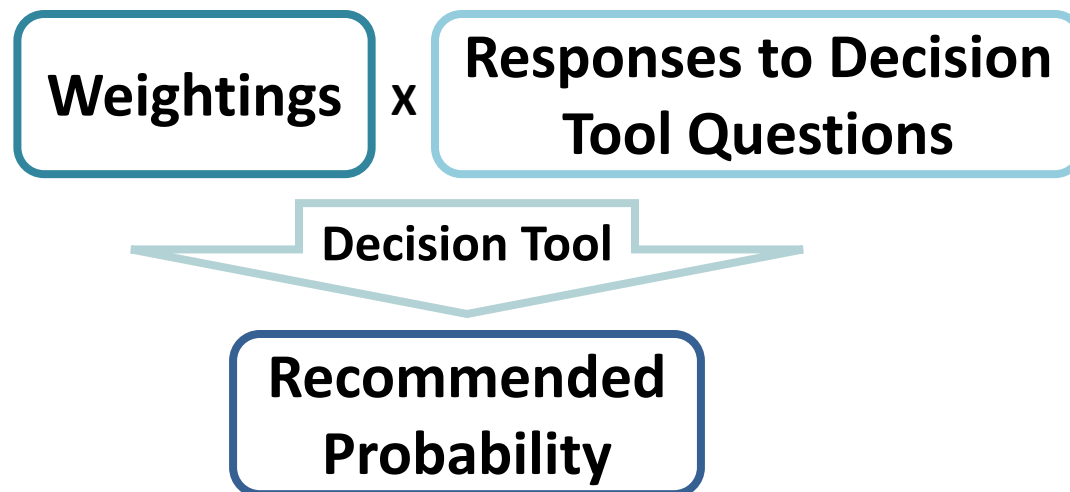 Weightings x Responses to Decision
Tool Questions
Decision Tool
Recommended
Probability